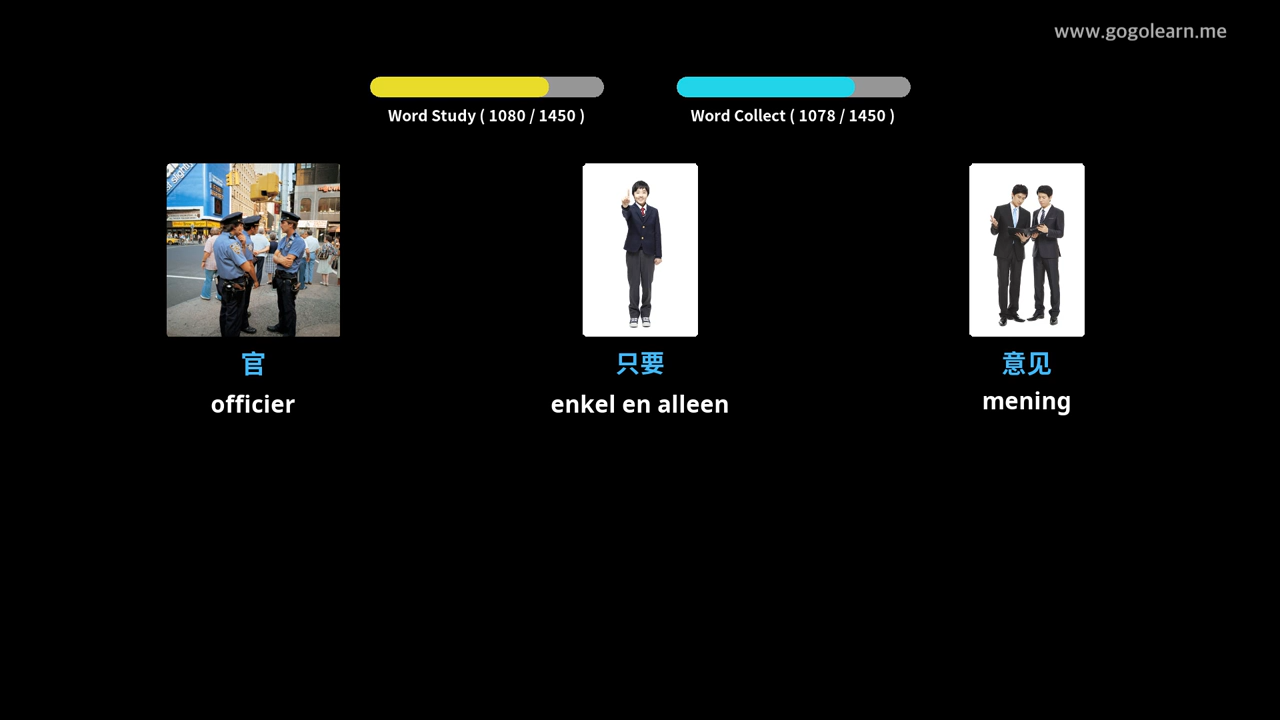 www.gogolearn.me
Word Study ( 1080 / 1450 )
Word Collect ( 1078 / 1450 )
官
officier
只要
enkel en alleen
意见
mening